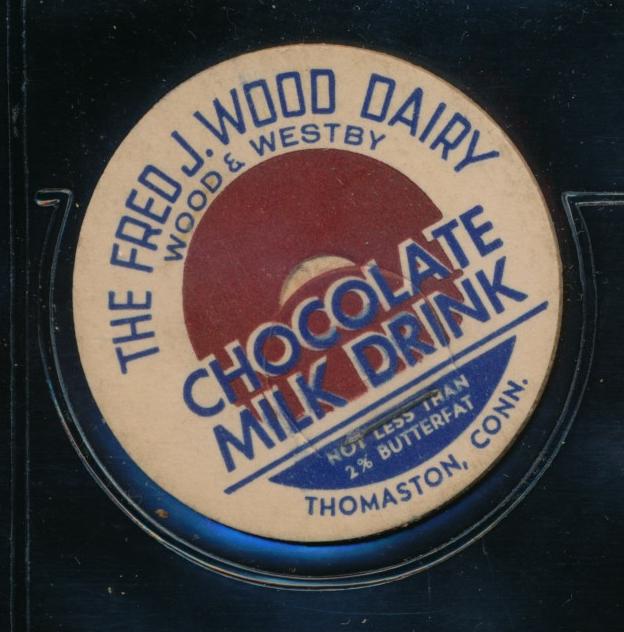 THE FRED J. WOOD DAIRY
WOOD & WESTBY
CHOCOLATE
MILK DRINK
NOT LESS THAN
2% BUTTERFAT
THOMASTON, CONN.